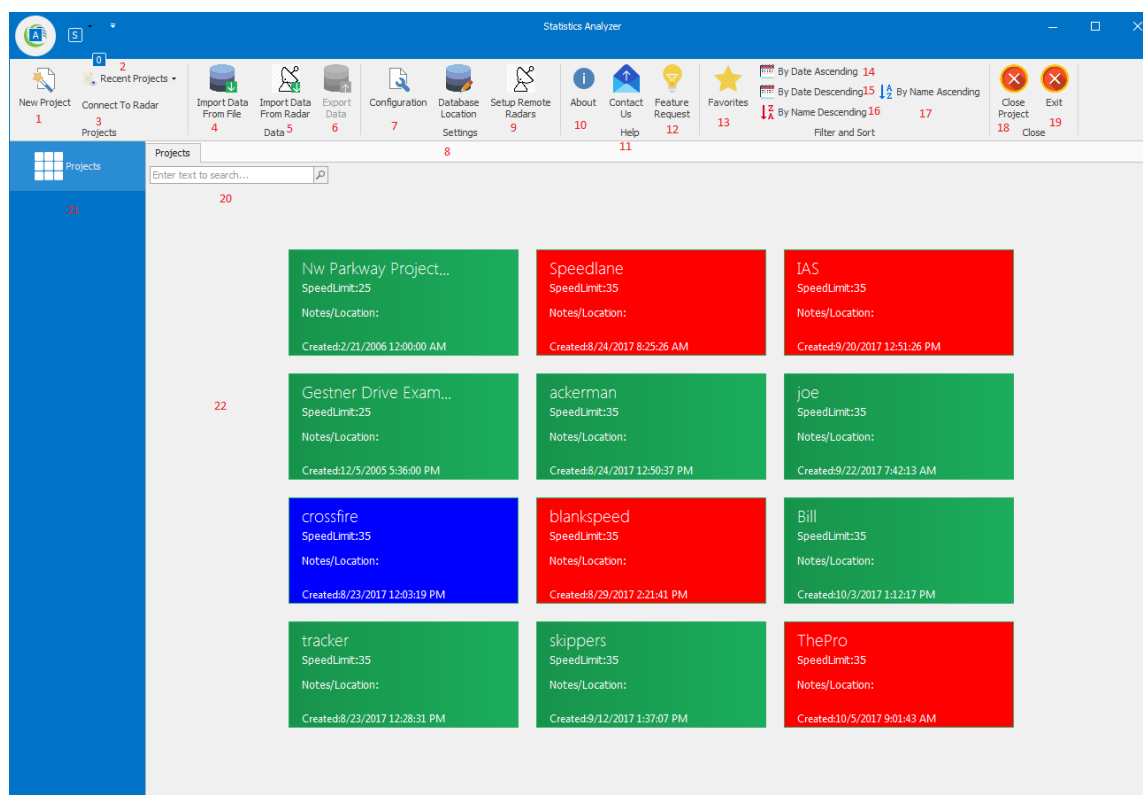 Statistics Analyzer
A
S
0
2
Recent Projects
New Project
Connect To Radar
1
3
Projects
Import Data From File
4
Import Data From Radar
5
Export Data
6
Data
Configuration
7
Database Location
8
Setup Remote Radars
9
Settings
About
10
Contact Us
11
Feature Request
12
Help
Favorites
13
By Date Ascending 14
By Date Descending 15
By Name Ascending
By Name Descending 16
17
Filter and Sort
Close Project
18
Exit
19
Close
Projects
21
Projects
Enter text to search...
20
22
Nw Parkway Project...
SpeedLimit:25
Notes/Location:
Created:2/21/2006 12:00:00 AM
Speedlane
SpeedLimit:35
Notes/Location:
Created:8/24/2017 8:25:26 AM
IAS
SpeedLimit:35
Notes/Location:
Created:9/20/2017 12:51:26 PM
Gestner Drive Exam...
SpeedLimit:25
Notes/Location:
Created:12/5/2005 5:36:00 PM
ackerman
SpeedLimit:35
Notes/Location:
Created:8/24/2017 12:50:37 PM
joe
SpeedLimit:35
Notes/Location:
Created:9/22/2017 7:42:13 AM
crossfire
SpeedLimit:35
Notes/Location:
Created:8/23/2017 12:03:19 PM
blankspeed
SpeedLimit:35
Notes/Location:
Created:8/29/2017 2:21:41 PM
Bill
SpeedLimit:35
Notes/Location:
Created:10/3/2017 1:12:17 PM
tracker
SpeedLimit:35
Notes/Location:
Created:8/23/2017 12:28:31 PM
skippers
SpeedLimit:35
Notes/Location:
Created:9/12/2017 1:37:07 PM
ThePro
SpeedLimit:35
Notes/Location:
Created:10/5/2017 9:01:43 AM